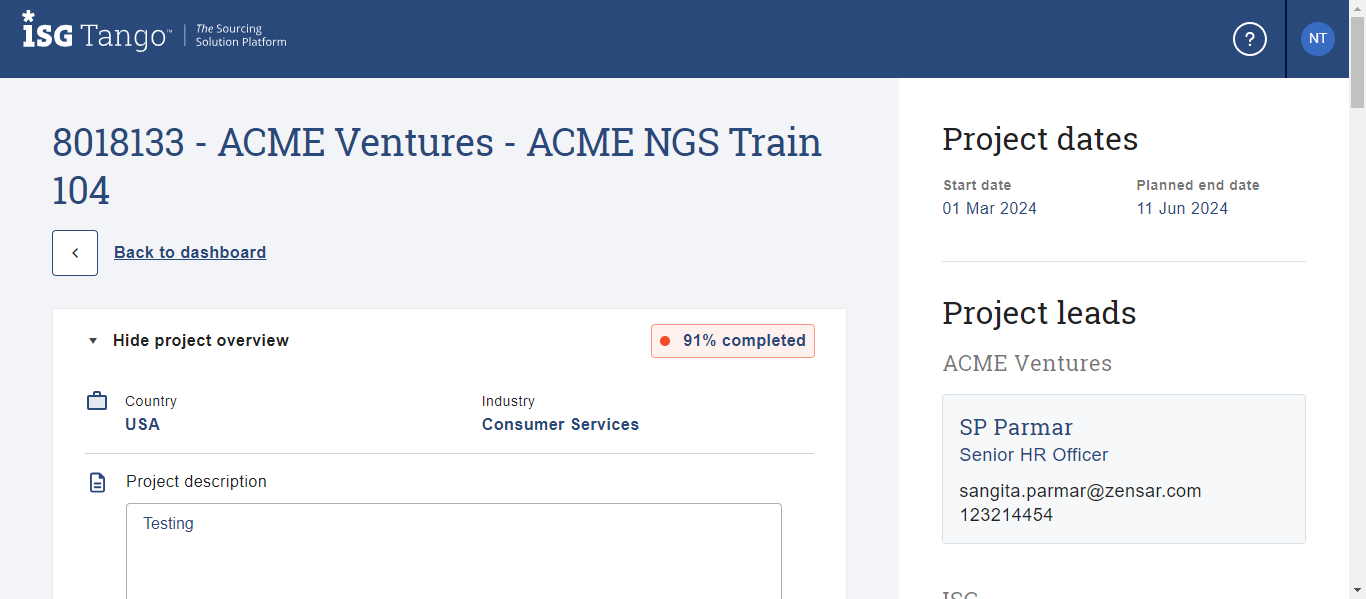 *
isg Tango™ The Sourcing
Solution Platform
?
NT
8018133 - ACME Ventures - ACME NGS Train
104
Back to dashboard
Hide project overview
91% completed
Country
USA
Industry
Consumer Services
Project description
Testing
Project dates
Start date
01 Mar 2024
Planned end date
11 Jun 2024
Project leads
ACME Ventures
SP Parmar
Senior HR Officer
sangita.parmar@zensar.com
123214454
ISG